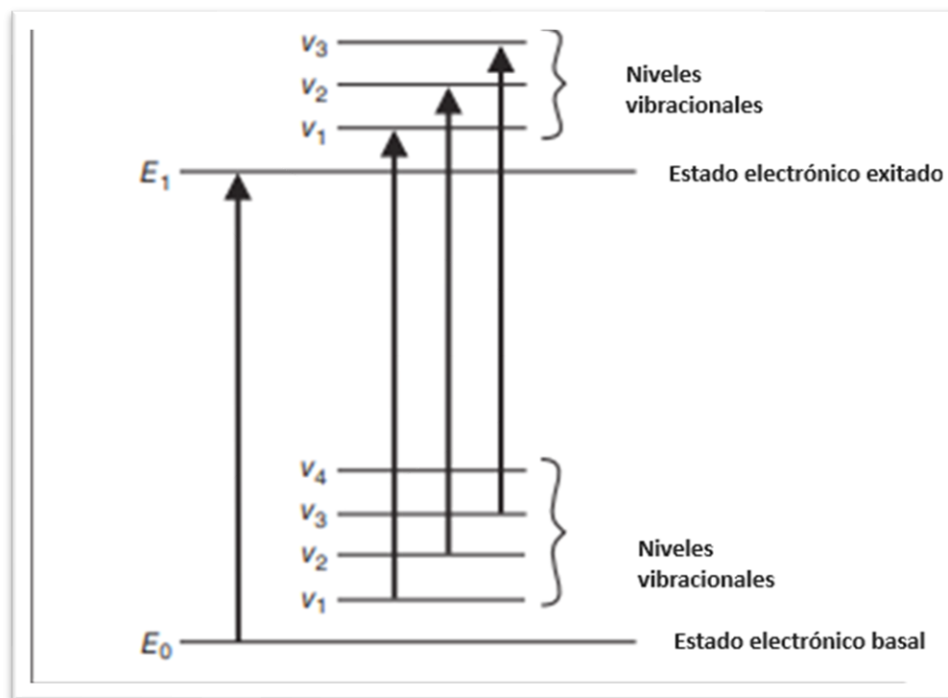 v3
v2
v1
Niveles
vibracionales
E1
Estado electrónico exitado
v4
v3
v2
v1
Niveles
vibracionales
E0
Estado electrónico basal